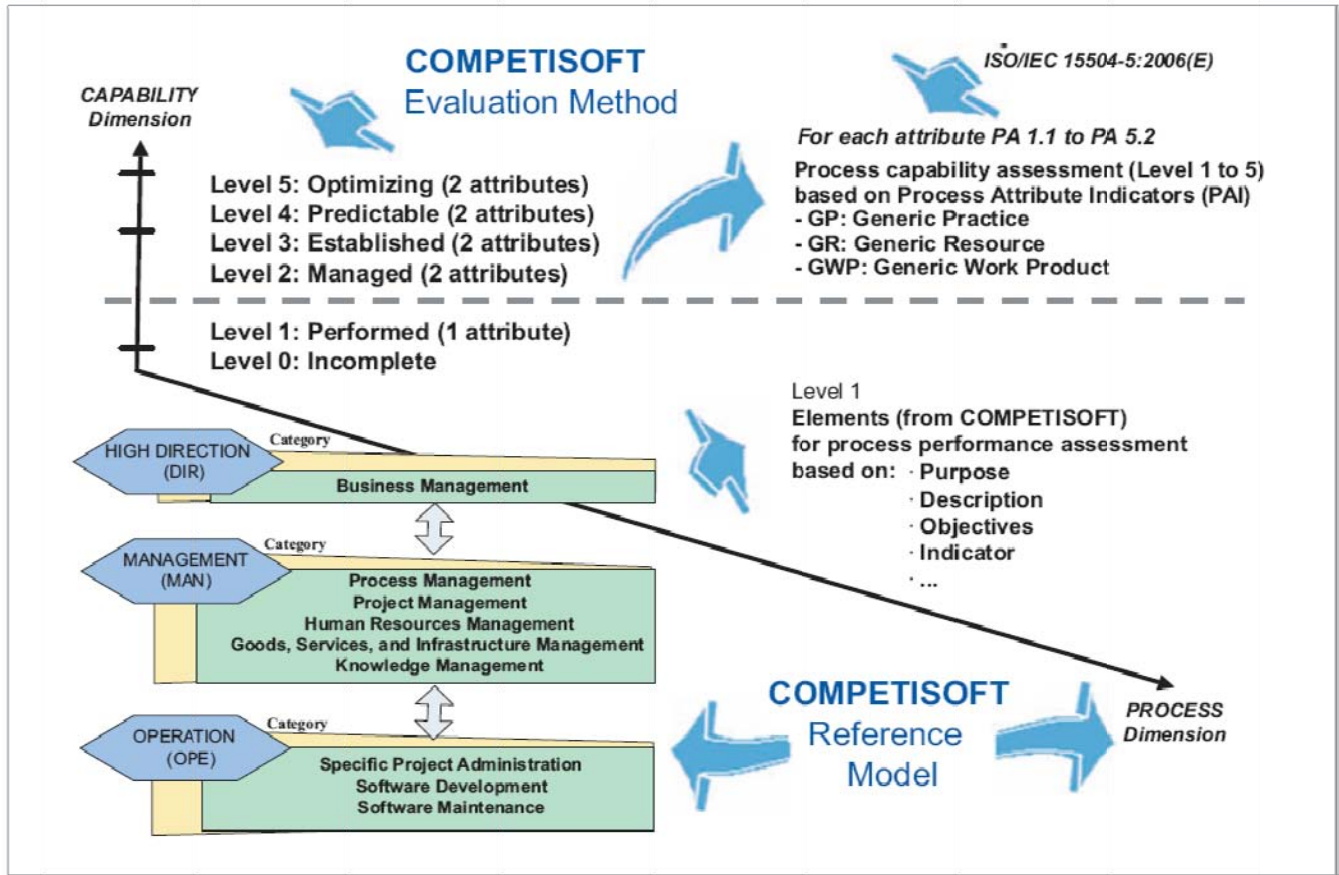 COMPETISOFT
Evaluation Method
ISO/IEC 15504-5:2006(E)
CAPABILITY
Dimension
For each attribute PA 1.1 to PA 5.2
Process capability assessment (Level 1 to 5)
based on Process Attribute Indicators (PAI)
- GP: Generic Practice
- GR: Generic Resource
- GWP: Generic Work Product
Level 5: Optimizing (2 attributes)
Level 4: Predictable (2 attributes)
Level 3: Established (2 attributes)
Level 2: Managed (2 attributes)
Level 1: Performed (1 attribute)
Level 0: Incomplete
Level 1
Elements (from COMPETISOFT)
for process performance assessment
based on: · Purpose
· Description
· Objectives
· Indicator
· ...
HIGH DIRECTION
(DIR)
Category
Business Management
MANAGEMENT
(MAN)
Category
Process Management
Project Management
Human Resources Management
Goods, Services, and Infrastructure Management
Knowledge Management
OPERATION
(OPE)
Category
Specific Project Administration
Software Development
Software Maintenance
COMPETISOFT
Reference
Model
PROCESS
Dimension